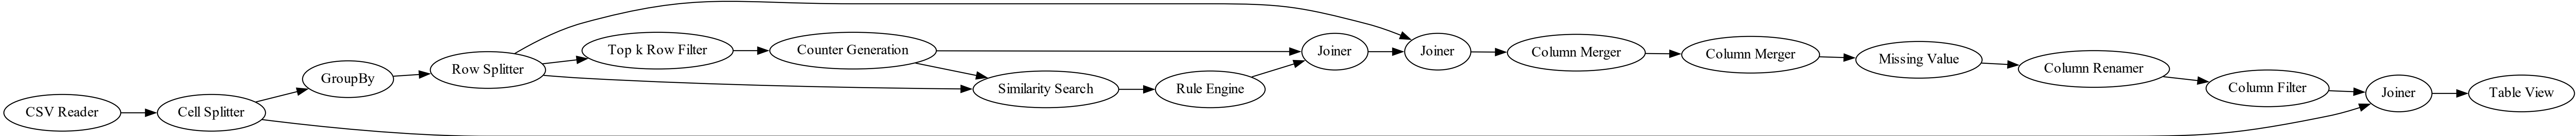 CSV Reader
Cell Splitter
GroupBy
Row Splitter
Top k Row Filter
Counter Generation
Similarity Search
Rule Engine
Joiner
Joiner
Column Merger
Column Merger
Missing Value
Column Renamer
Column Filter
Joiner
Table View